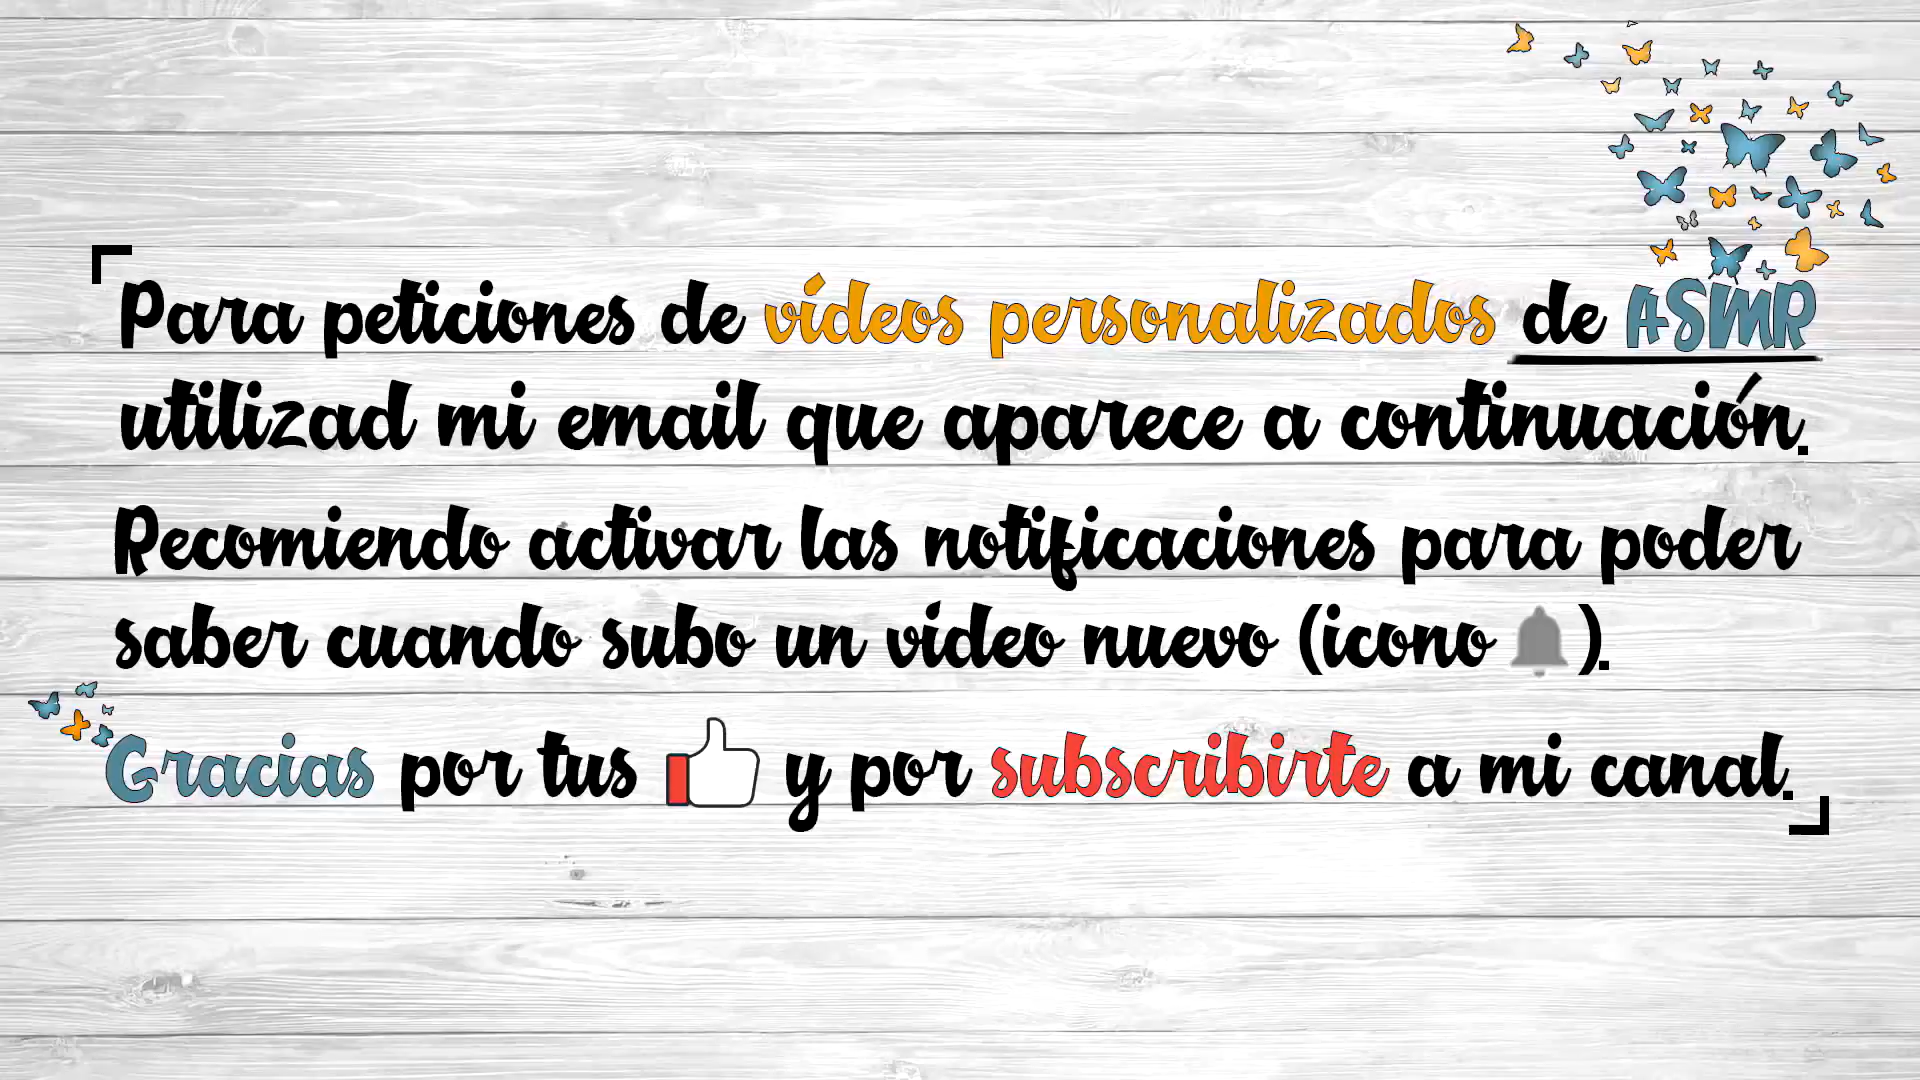 Para peticiones de vídeos personalizados de ASMR
utilizad mi email que aparece a continuación.
Recomiendo activar las notificaciones para poder
saber cuando subo un vídeo nuevo (icono 🔔).
Gracias por tus 👍 y por subscribirte a mi canal.